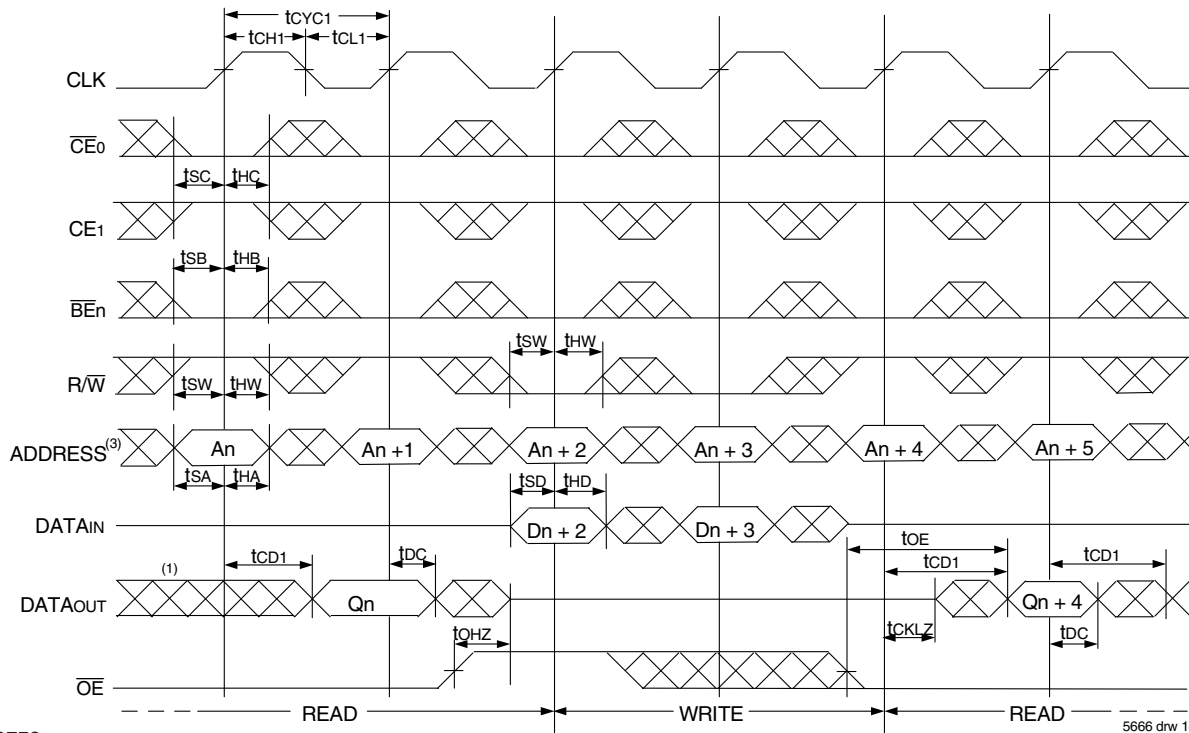 tCYC1
tCH1 tCL1
CLK
CE0
tSC tHC
CE1
tSB tHB
BEn
tSW tHW
R/W
tSW tHW
ADDRESS(3) An An +1 An + 2 An + 3 An + 4 An + 5
tSA tHA tSD tHD
DATAIN Dn + 2 Dn + 3
tOE
(1) tCD1 tDC tCD1 tCD1
DATAOUT Qn Qn + 4
tOHZ tCKLZ tDC
OE
READ WRITE READ
5666 drw 1